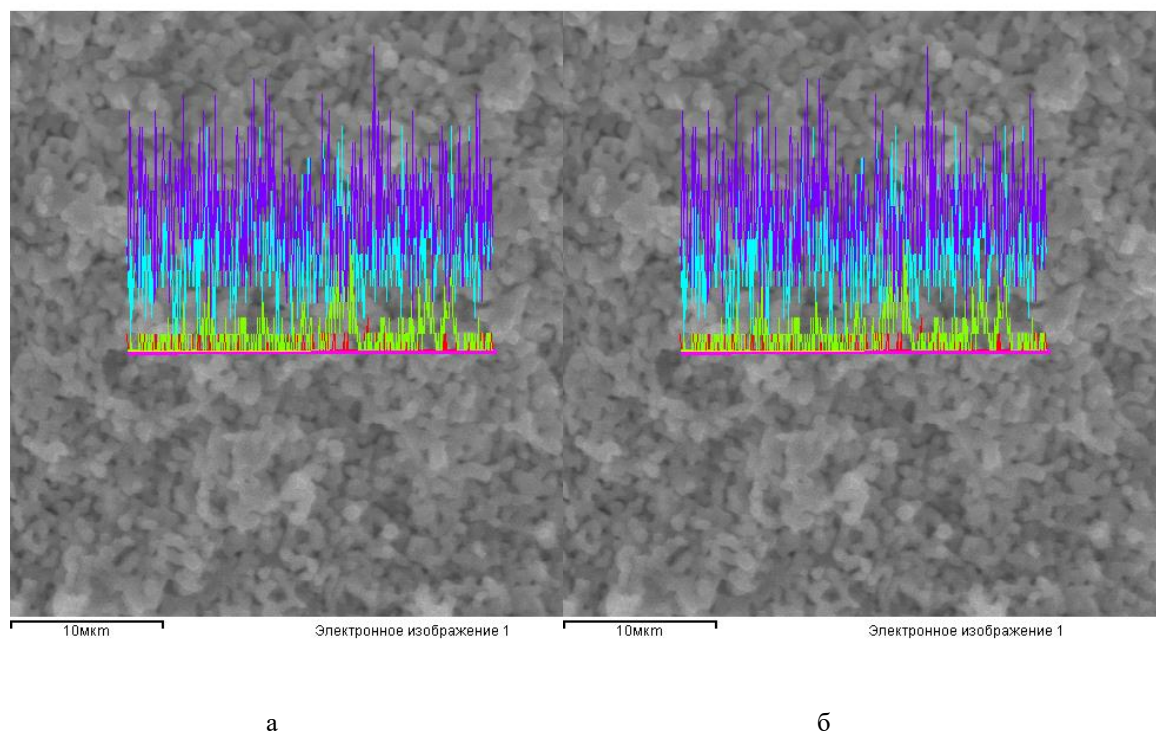 10мкm Электронное изображение 1 10мкm Электронное изображение 1
а б